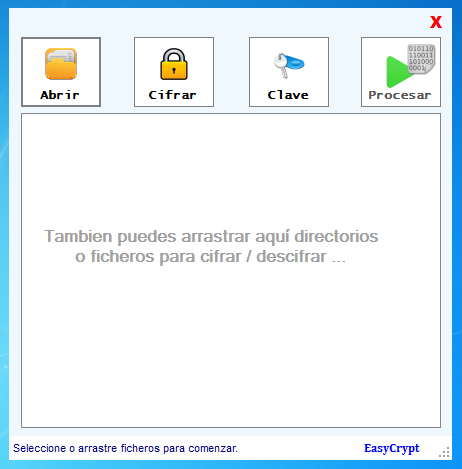 X
Abrir
Cifrar
Clave
010110
110011
101000
0001
Procesar
Tambien puedes arrastrar aquí directorios
o ficheros para cifrar / descifrar ...
Seleccione o arrastre ficheros para comenzar.
EasyCrypt